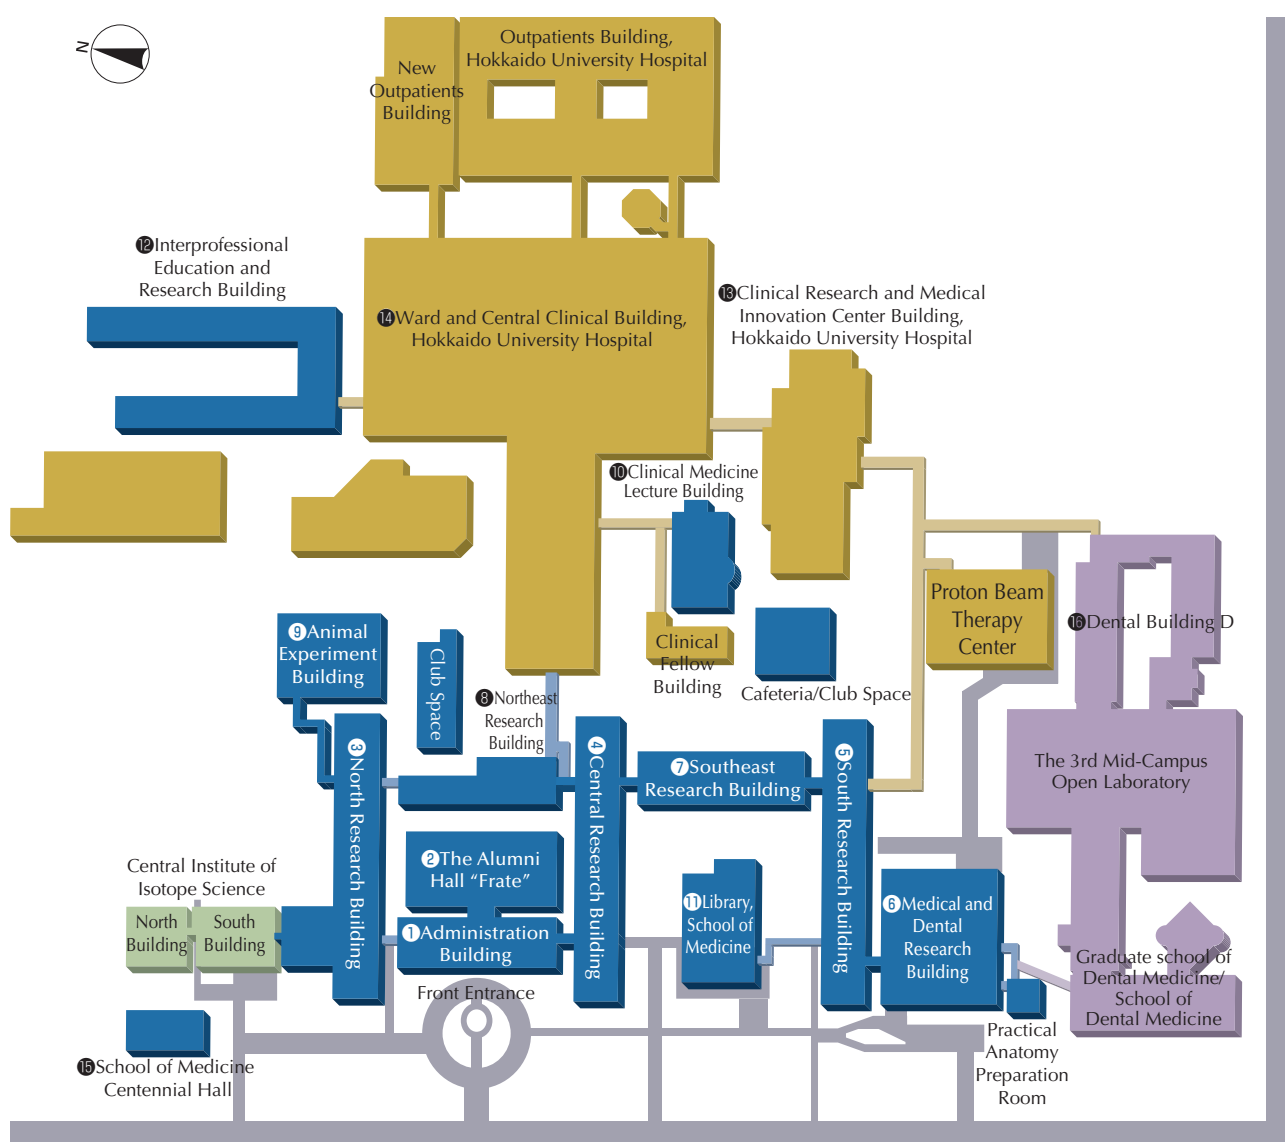 N
Outpatients Building,
Hokkaido University Hospital
New
Outpatients
Building
⓬Interprofessional
Education and
Research Building
⓭Clinical Research and Medical
Innovation Center Building,
Hokkaido University Hospital
⓮Ward and Central Clinical Building,
Hokkaido University Hospital
❿Clinical Medicine
Lecture Building
Proton Beam
Therapy
Center
⓰Dental Building D
❾Animal
Experiment
Building
Club Space
Clinical
Fellow
Building
Cafeteria/Club Space
❽Northeast
Research
Building
❸North Research Building
❹Central Research Building
❼Southeast
Research Building
❺South Research Building
The 3rd Mid-Campus
Open Laboratory
❷The Alumni
Hall “Frate”
Central Institute of
Isotope Science
North
Building
South
Building
❶Administration
Building
⓫Library,
School of
Medicine
❻Medical and
Dental
Research
Building
Graduate school of
Dental Medicine/
School of
Dental Medicine
Front Entrance
Practical
Anatomy
Preparation
Room
⓯School of Medicine
Centennial Hall